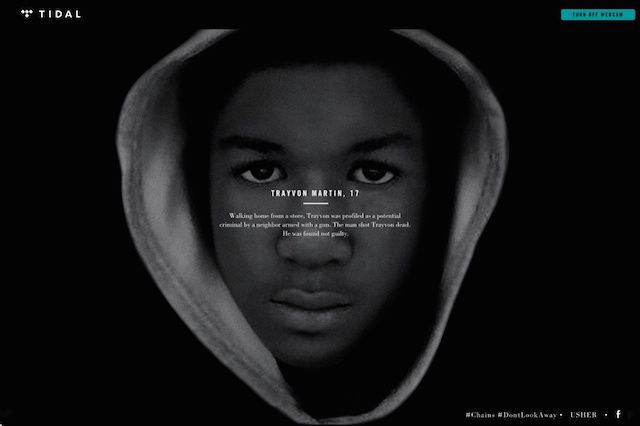 TIDAL
TURN OFF WEBCAM
TRAYVON MARTIN, 17
Walking home from a store, Trayvon was profiled as a potential
criminal by a neighbor armed with a gun. The man shot Trayvon dead.
He was found not guilty.
#Chains #DontLookAway • USHER • f